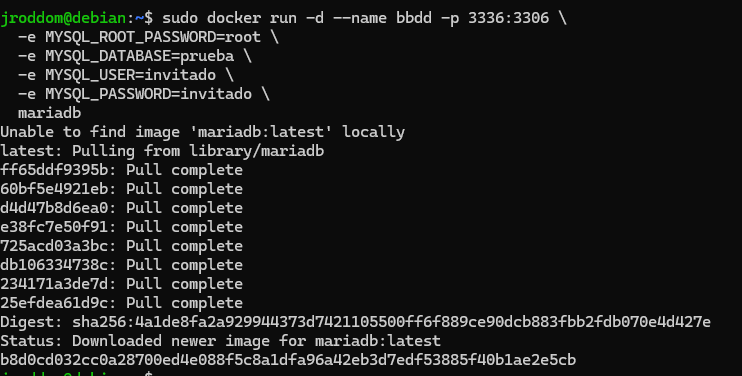 jroddom@debian:~$ sudo docker run -d --name bbdd -p 3336:3306 \
-e MYSQL_ROOT_PASSWORD=root \
-e MYSQL_DATABASE=prueba \
-e MYSQL_USER=invitado \
-e MYSQL_PASSWORD=invitado \
mariadb
Unable to find image 'mariadb:latest' locally
latest: Pulling from library/mariadb
ff65ddf9395b: Pull complete
60bf5e4921eb: Pull complete
d4d47b8d6ea0: Pull complete
e38fc7e50f91: Pull complete
725acd03a3bc: Pull complete
db106334738c: Pull complete
234171a3de7d: Pull complete
25efdea61d9c: Pull complete
Digest: sha256:4a1de8fa2a929944373d7421105500ff6f889ce90dcb883fbb2fdb070e4d427e
Status: Downloaded newer image for mariadb:latest
b8d0cd032cc0a28700ed4e088f5c8a1dfa96a42eb3d7edf53885f40b1ae2e5cb